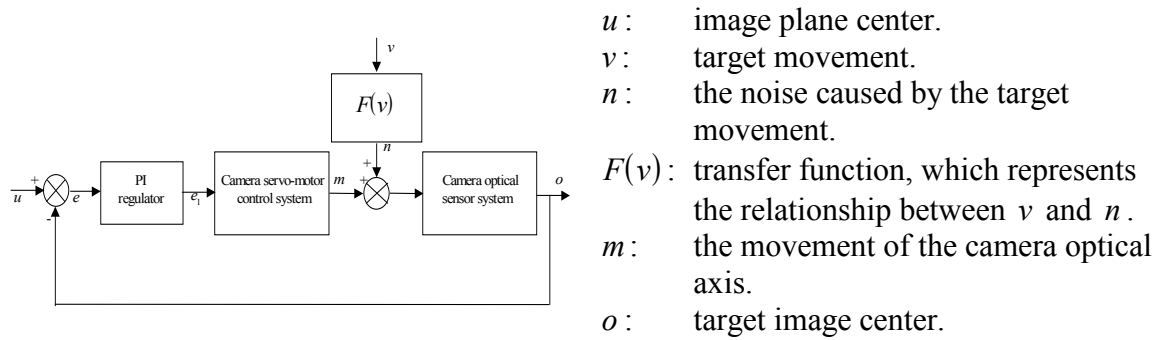 v
F(v)
n
+
+
+
-
u
e
PI
regulator
e1
Camera servo-motor
control system
m
Camera optical
sensor system
o
u : image plane center.
v : target movement.
n : the noise caused by the target
movement.
F(v) : transfer function, which represents
the relationship between v and n .
m : the movement of the camera optical
axis.
o : target image center.